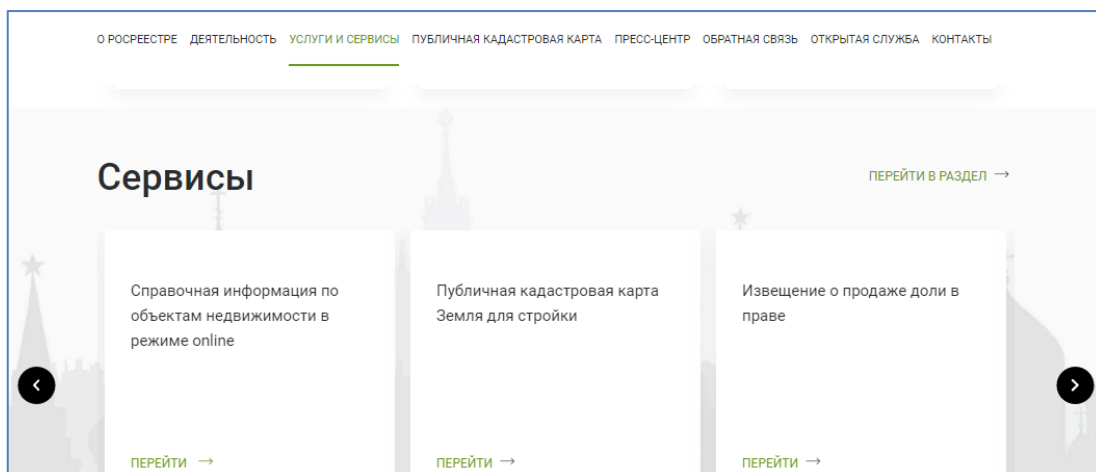 О РОСРЕЕСТРЕ ДЕЯТЕЛЬНОСТЬ УСЛУГИ И СЕРВИСЫ ПУБЛИЧНАЯ КАДАСТРОВАЯ КАРТА ПРЕСС-ЦЕНТР ОБРАТНАЯ СВЯЗЬ ОТКРЫТАЯ СЛУЖБА КОНТАКТЫ
Сервисы
ПЕРЕЙТИ В РАЗДЕЛ →
Справочная информация по
объектам недвижимости в
режиме online
ПЕРЕЙТИ →
Публичная кадастровая карта
Земля для стройки
ПЕРЕЙТИ →
Извещение о продаже доли в
праве
ПЕРЕЙТИ →